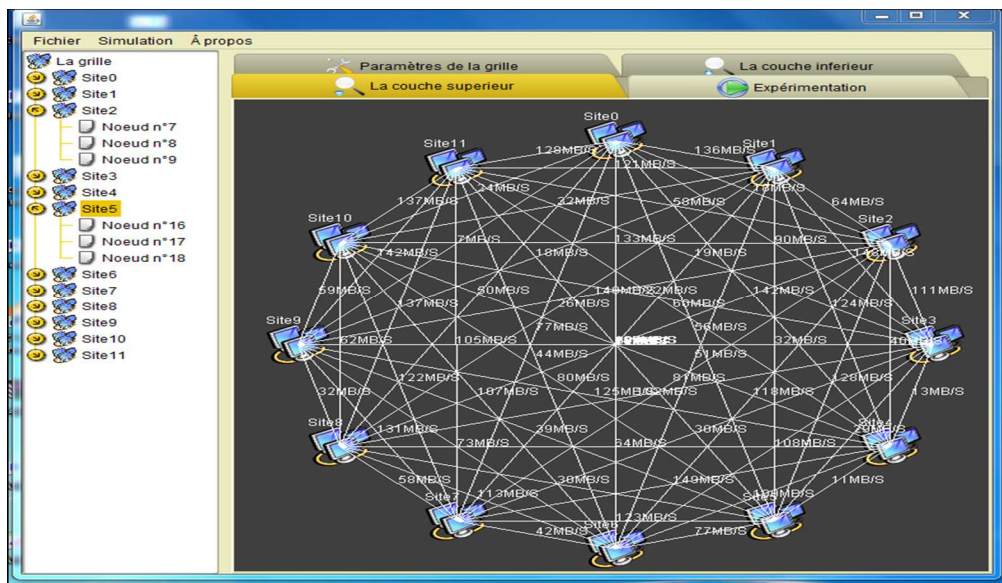 Fichier Simulation À propos
La grille
Site0
Site1
Site2
Noeud n°7
Noeud n°8
Noeud n°9
Site3
Site4
Site5
Noeud n°16
Noeud n°17
Noeud n°18
Site6
Site7
Site8
Site9
Site10
Site11
Paramètres de la grille
La couche inferieur
La couche superieur
Expérimentation
Site0
Site11
128MB/S
136MB/S
Site1
121MB/S
24MB/S
137MB/S
22MB/S
58MB/S
64MB/S
Site10
Site2
7MB/S
133MB/S
90MB/S
142MB/S
18MB/S
19MB/S
59MB/S
50MB/S
142MB/S
111MB/S
137MB/S
26MB/S
60MB/S
124MB/S
Site9
Site3
77MB/S
56MB/S
62MB/S
105MB/S
32MB/S
44MB/S
51MB/S
122MB/S
80MB/S
81MB/S
128MB/S
32MB/S
107MB/S
118MB/S
13MB/S
Site8
131MB/S
39MB/S
30MB/S
73MB/S
64MB/S
108MB/S
58MB/S
30MB/S
149MB/S
11MB/S
Site7
113MB/S
123MB/S
42MB/S
77MB/S